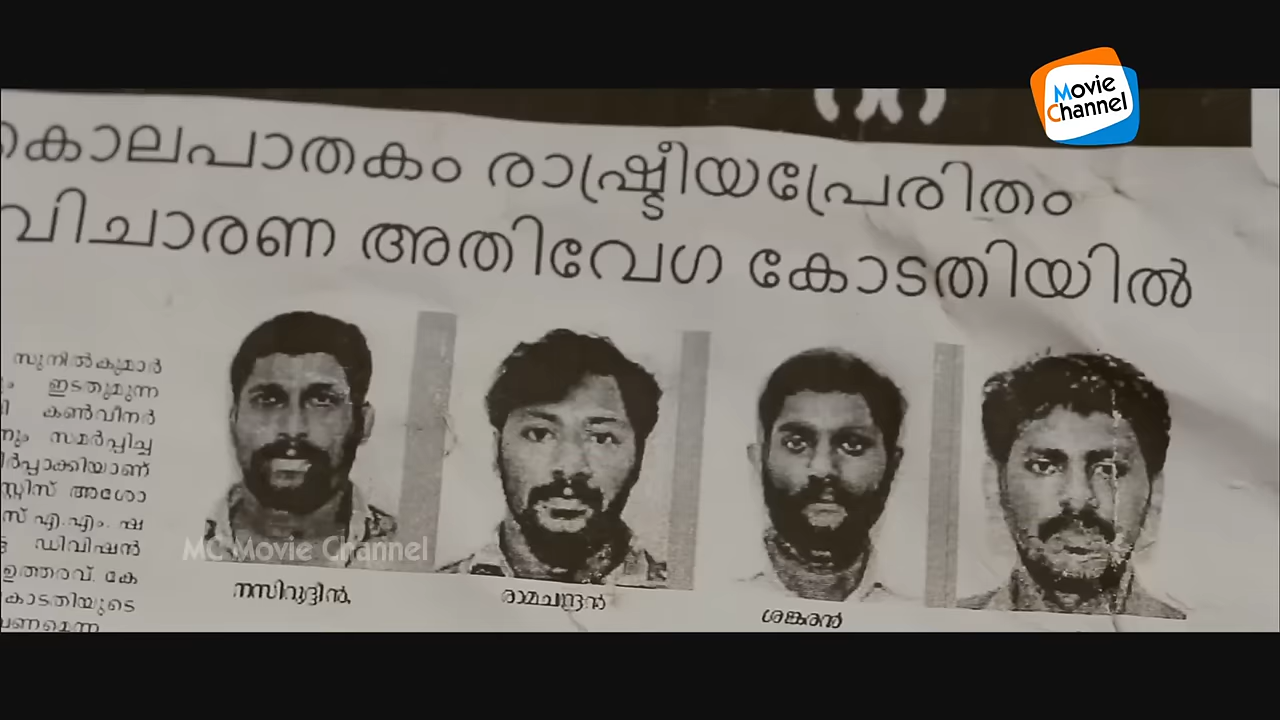 Movie
Channel
കൊലപാതകം രാഷ്ട്രീയപ്രേരിതം
വിചാരണ അതിവേഗ കോടതിയിൽ
സുനിൽകുമാർ
ഇടതുമുന്ന
കൺവീനർ
സമർപ്പിച്ച
ർപ്പാക്കിയാണ്
സ്റ്റിസ് അശോ
സ് എ.എം. ഷ
ഡിവിഷൻ
ഉത്തരവ്. കേ
കോടതിയുടെ
പണമെന്ന
MC Movie Channel
നസിറുദ്ദീൻ.
രാമചന്ദ്രൻ
ശങ്കരൻ